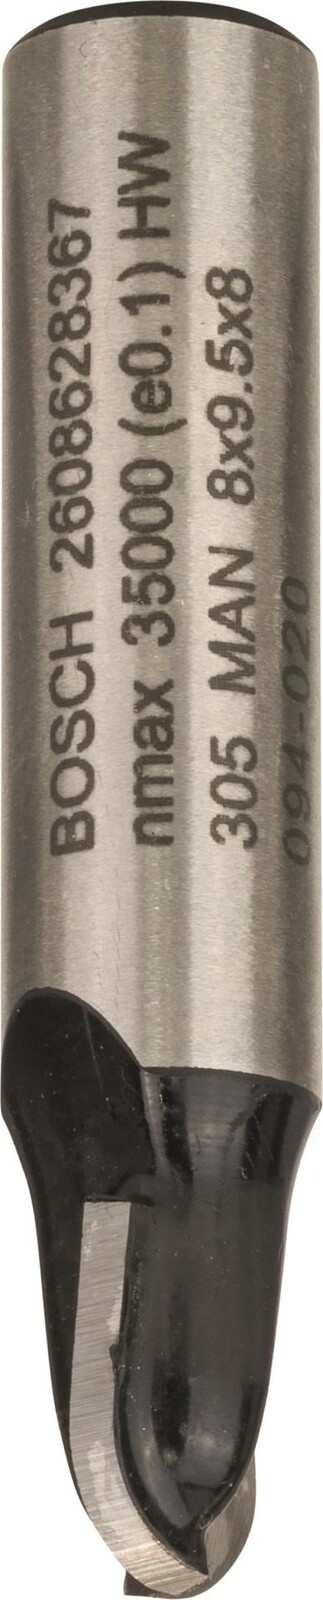 BOSCH 2608628367
nmax 35000 (e0.1) HW
305 MAN 8x9.5x8
094-020